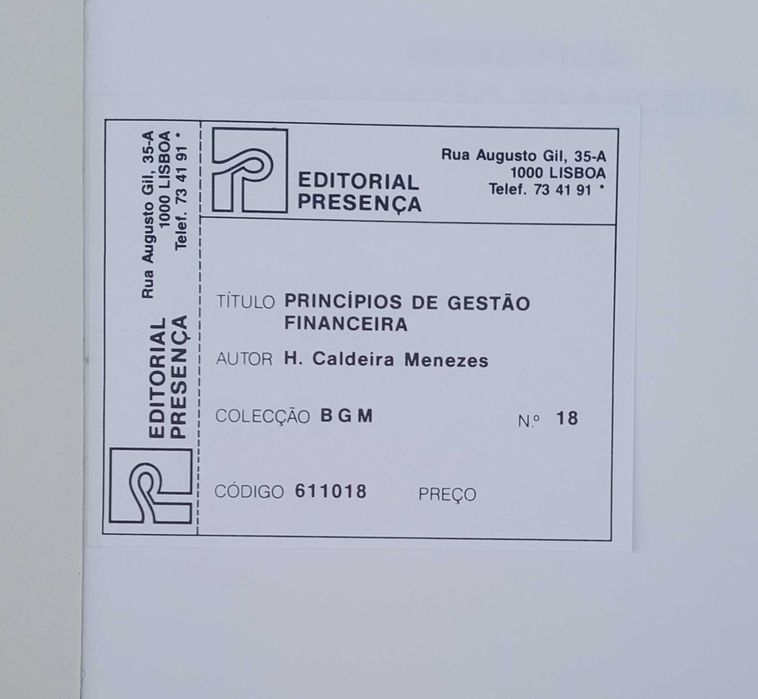 Rua Augusto Gil, 35-A
1000 LISBOA
Telef. 73 41 91 *
EDITORIAL
PRESENÇA
EDITORIAL
PRESENÇA
Rua Augusto Gil, 35-A
1000 LISBOA
Telef. 73 41 91 *
TÍTULO PRINCÍPIOS DE GESTÃO
FINANCEIRA
AUTOR H. Caldeira Menezes
COLECÇÃO B G M N.º 18
CÓDIGO 611018 PREÇO